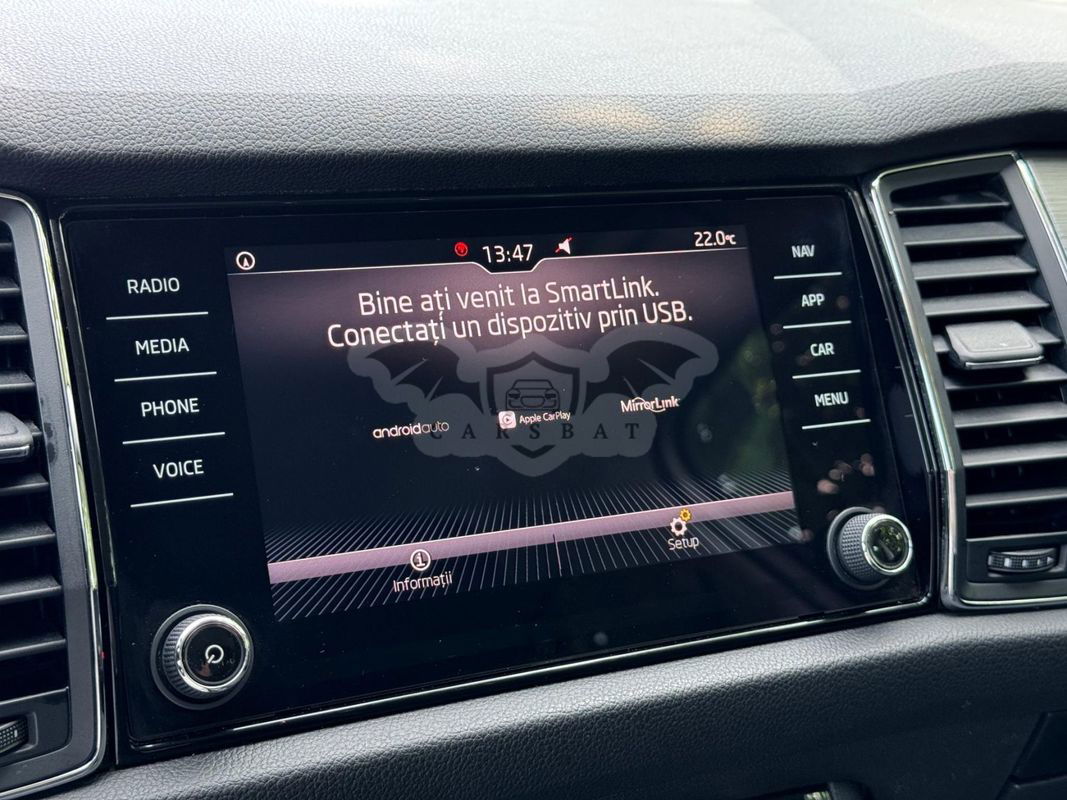 13:47
22.0°C
Bine ați venit la SmartLink.
Conectați un dispozitiv prin USB.
RADIO
MEDIA
PHONE
VOICE
NAV
APP
CAR
MENU
androidauto
Apple CarPlay
MirrorLink
CARSBAT
Informații
Setup